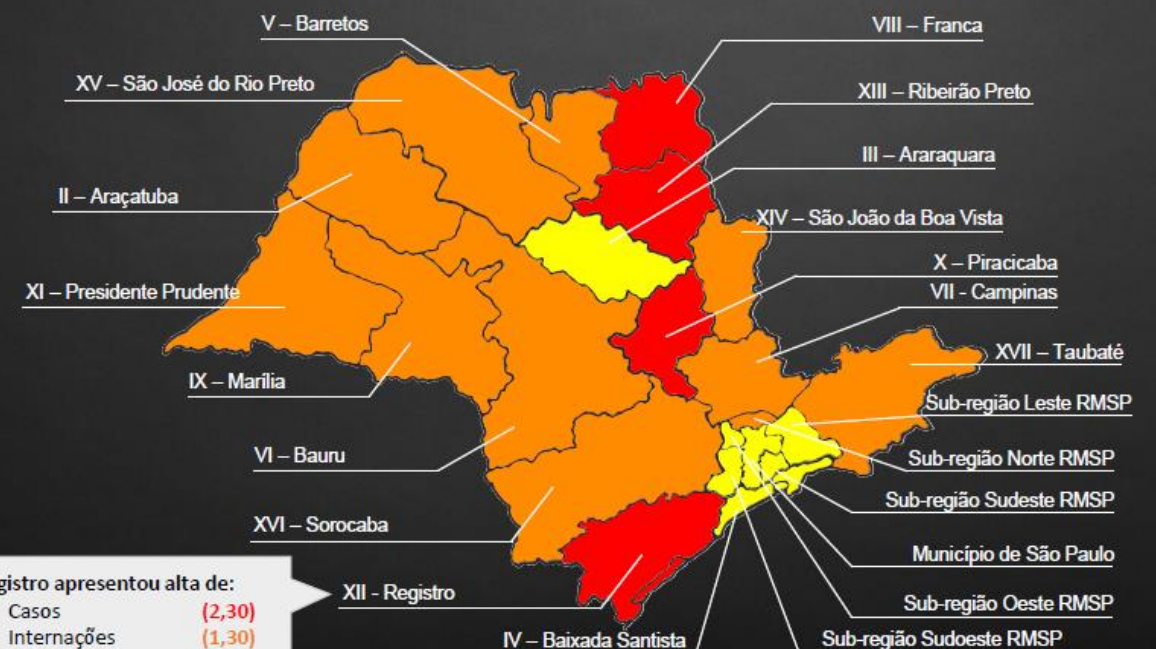 V – Barretos
VIII – Franca
XV – São José do Rio Preto
XIII – Ribeirão Preto
III – Araraquara
II – Araçatuba
XIV – São João da Boa Vista
X – Piracicaba
XI – Presidente Prudente
VII - Campinas
XVII – Taubaté
IX – Marília
Sub-região Leste RMSP
VI – Bauru
Sub-região Norte RMSP
Sub-região Sudeste RMSP
XVI – Sorocaba
Município de São Paulo
gistro apresentou alta de:
Casos (2,30)
Internações (1,30)
XII - Registro
Sub-região Oeste RMSP
IV – Baixada Santista
Sub-região Sudoeste RMSP